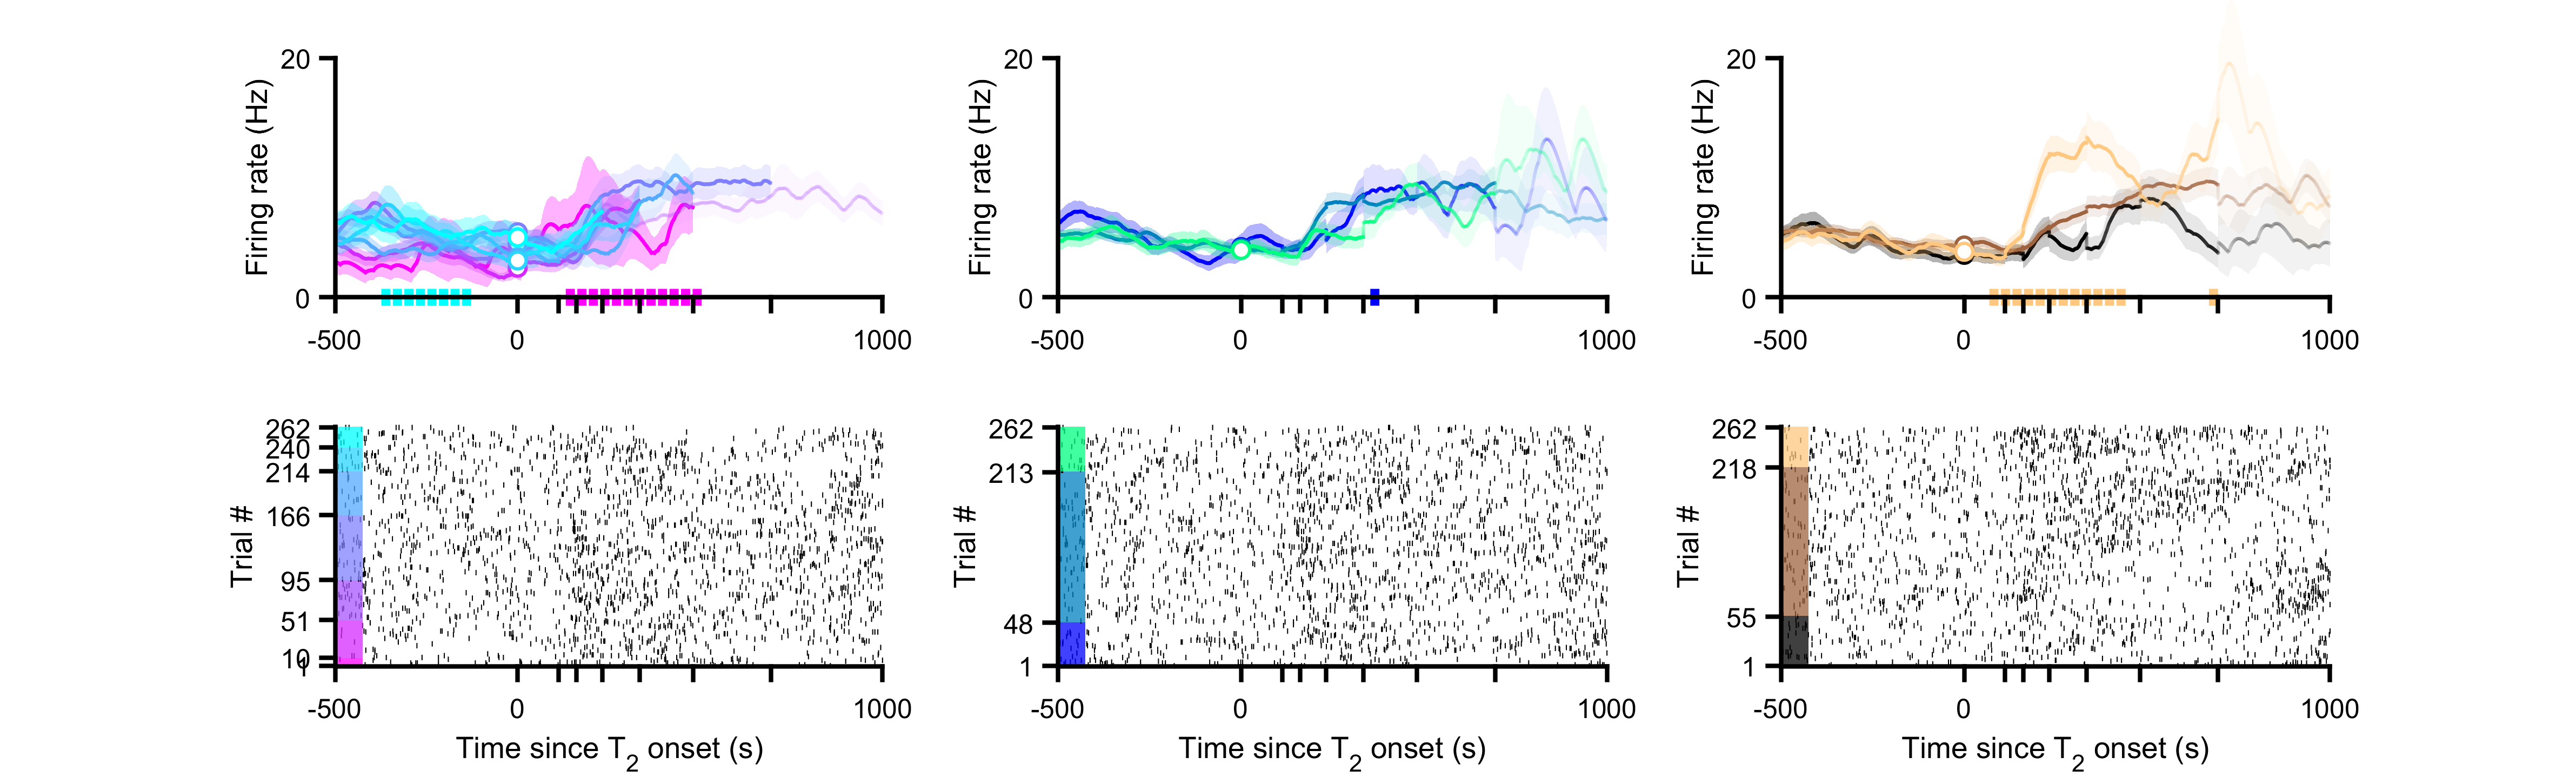 20
Firing rate (Hz)
0
-500 0 1000
20
Firing rate (Hz)
0
-500 0 1000
20
Firing rate (Hz)
0
-500 0 1000
262
240
214
166
95
51
10
1
Trial #
-500 0 1000
Time since T2 onset (s)
262
213
48
1
Trial #
-500 0 1000
Time since T2 onset (s)
262
218
55
1
Trial #
-500 0 1000
Time since T2 onset (s)